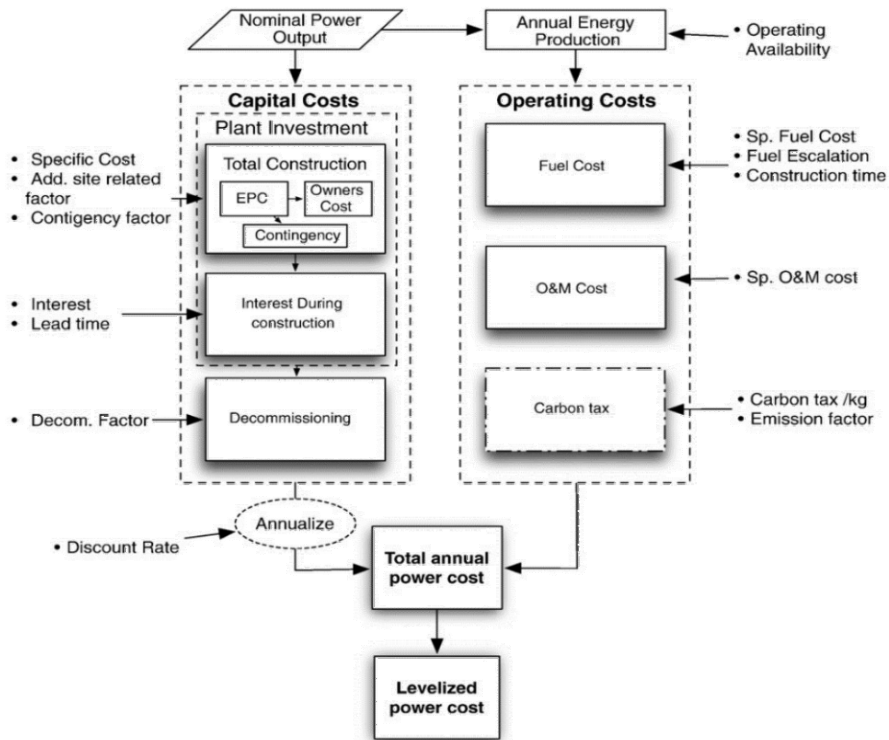 Nominal Power
Output
Annual Energy
Production
• Operating
Availability
Capital Costs
Plant Investment
Total Construction
EPC
Owners
Cost
Contingency
• Specific Cost
• Add. site related
factor
• Contigency factor
Interest During
construction
• Interest
• Lead time
Decommissioning
• Decom. Factor
Operating Costs
Fuel Cost
• Sp. Fuel Cost
• Fuel Escalation
• Construction time
O&M Cost
• Sp. O&M cost
Carbon tax
• Carbon tax /kg
• Emission factor
Annualize
• Discount Rate
Total annual
power cost
Levelized
power cost